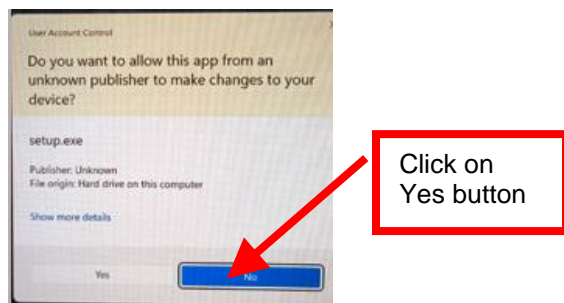 User Account Control
Do you want to allow this app from an
unknown publisher to make changes to your
device?
setup.exe
Publisher: Unknown
File origin: Hard drive on this computer
Show more details
Yes
No
Click on
Yes button